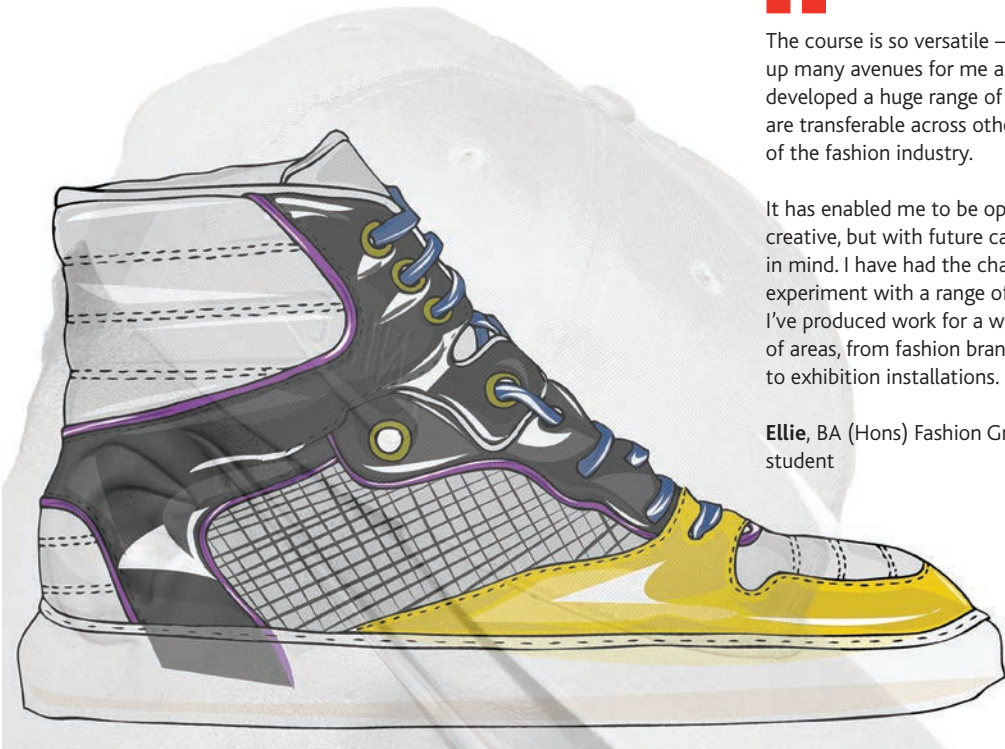 The course is so versatile –
up many avenues for me a
developed a huge range of
are transferable across othe
of the fashion industry.
It has enabled me to be op
creative, but with future ca
in mind. I have had the cha
experiment with a range of
I’ve produced work for a w
of areas, from fashion bran
to exhibition installations.
Ellie, BA (Hons) Fashion Gr
student